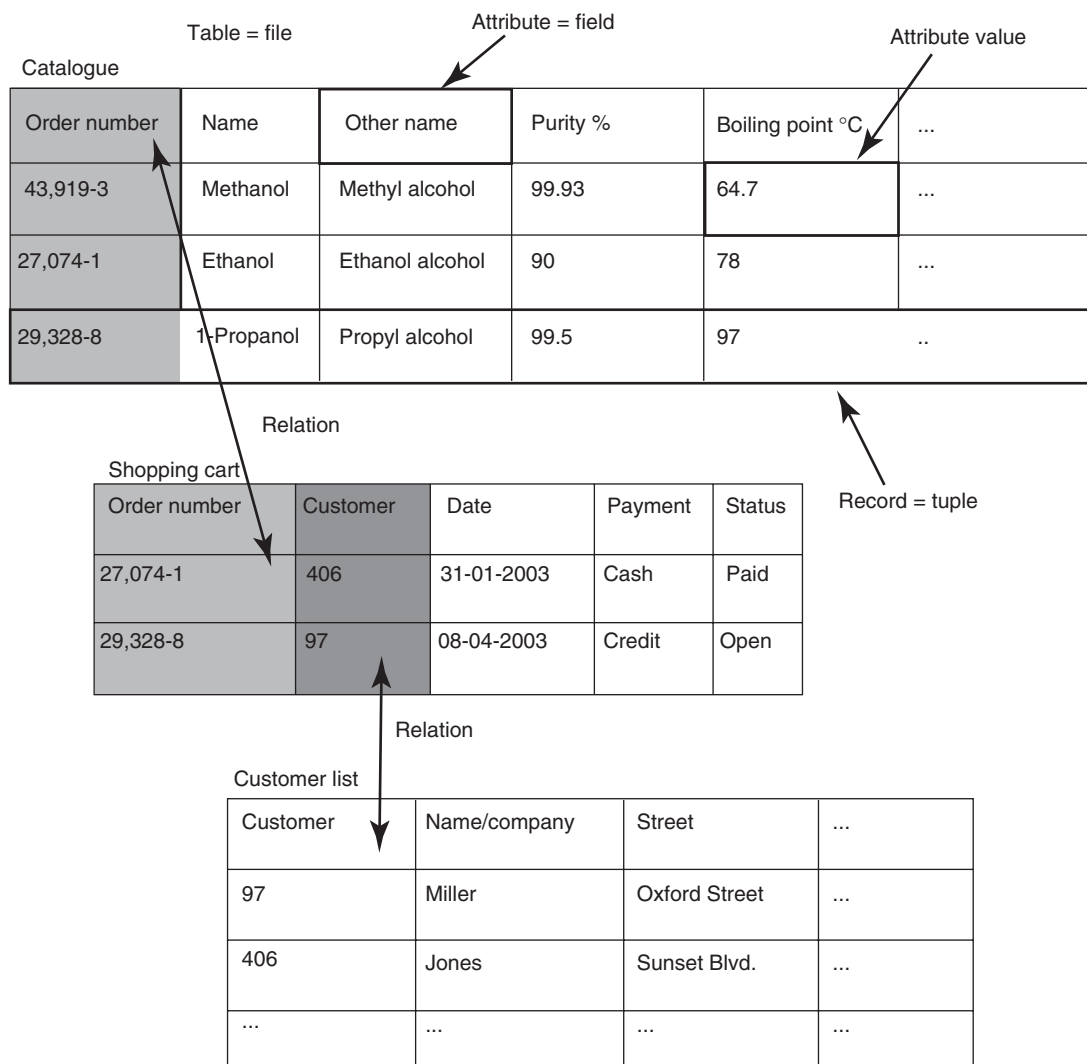 Table = file
Attribute = field
Attribute value
Catalogue
Order number Name Other name Purity % Boiling point °C ...
43,919-3 Methanol Methyl alcohol 99.93 64.7 ...
27,074-1 Ethanol Ethanol alcohol 90 78 ...
29,328-8 1-Propanol Propyl alcohol 99.5 97 ..
Relation
Record = tuple
Shopping cart
Order number Customer Date Payment Status
27,074-1 406 31-01-2003 Cash Paid
29,328-8 97 08-04-2003 Credit Open
Relation
Customer list
Customer Name/company Street ...
97 Miller Oxford Street ...
406 Jones Sunset Blvd. ...
... ... ... ...